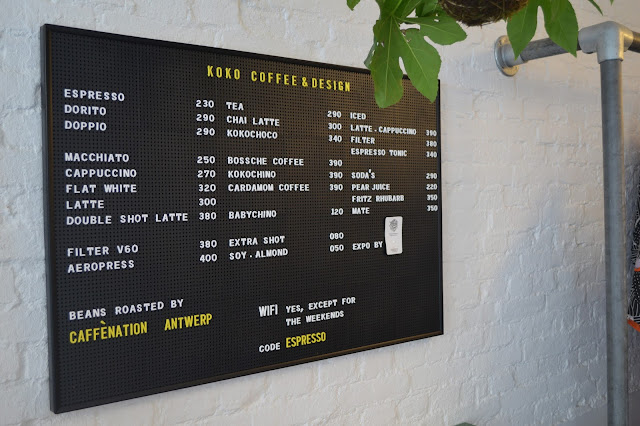 KOKO COFFEE & DESIGN
ESPRESSO 230
DORITO 290
DOPPIO 290
MACCHIATO 250
CAPPUCCINO 270
FLAT WHITE 320
LATTE 300
DOUBLE SHOT LATTE 380
FILTER V60 380
AEROPRESS 400
TEA 290
CHAI LATTE 300
KOKOCHOCO 340
BOSSCHE COFFEE 390
KOKOCHINO 390
CARDAMOM COFFEE 390
BABYCHINO 120
EXTRA SHOT 080
SOY.ALMOND 050
ICED
LATTE.CAPPUCCINO 390
FILTER 380
ESPRESSO TONIC 340
SODA'S 290
PEAR JUICE 220
FRITZ RHUBARB 350
MATE 350
EXPO BY
BEANS ROASTED BY
CAFFÈNATION ANTWERP
WIFI YES, EXCEPT FOR
THE WEEKENDS
CODE ESPRESSO